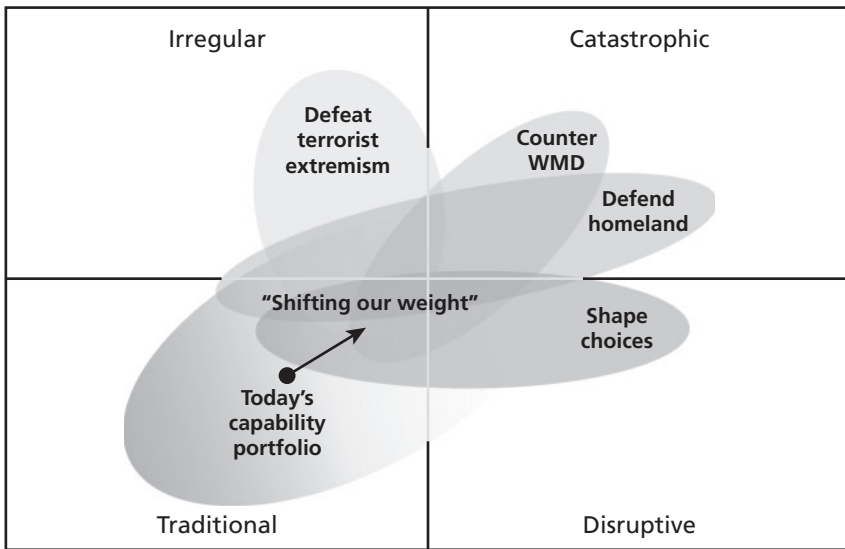 Irregular
Catastrophic
Defeat
terrorist
extremism
Counter
WMD
Defend
homeland
“Shifting our weight”
Shape
choices
Today’s
capability
portfolio
Traditional
Disruptive